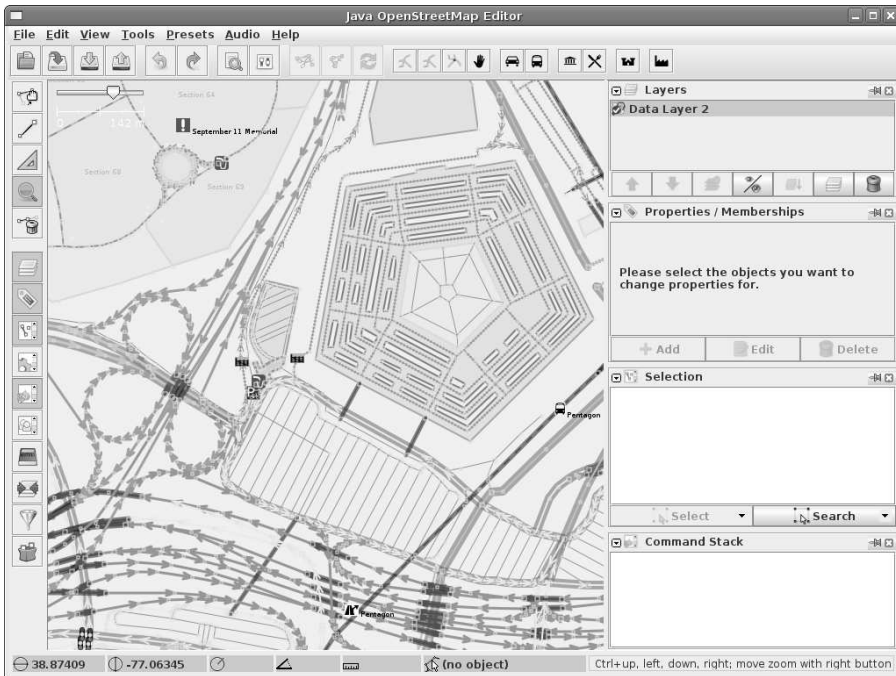 Java OpenStreetMap Editor
File Edit View Tools Presets Audio Help
Layers
Data Layer 2
Section 64
0 142 m
September 11 Memorial
Section 68
Section 69
Properties / Memberships
Please select the objects you want to
change properties for.
Add Edit Delete
Selection
Pentagon
Select Search
Command Stack
Pentagon
38.87409 -77.06345 (no object) Ctrl+up, left, down, right; move zoom with right button